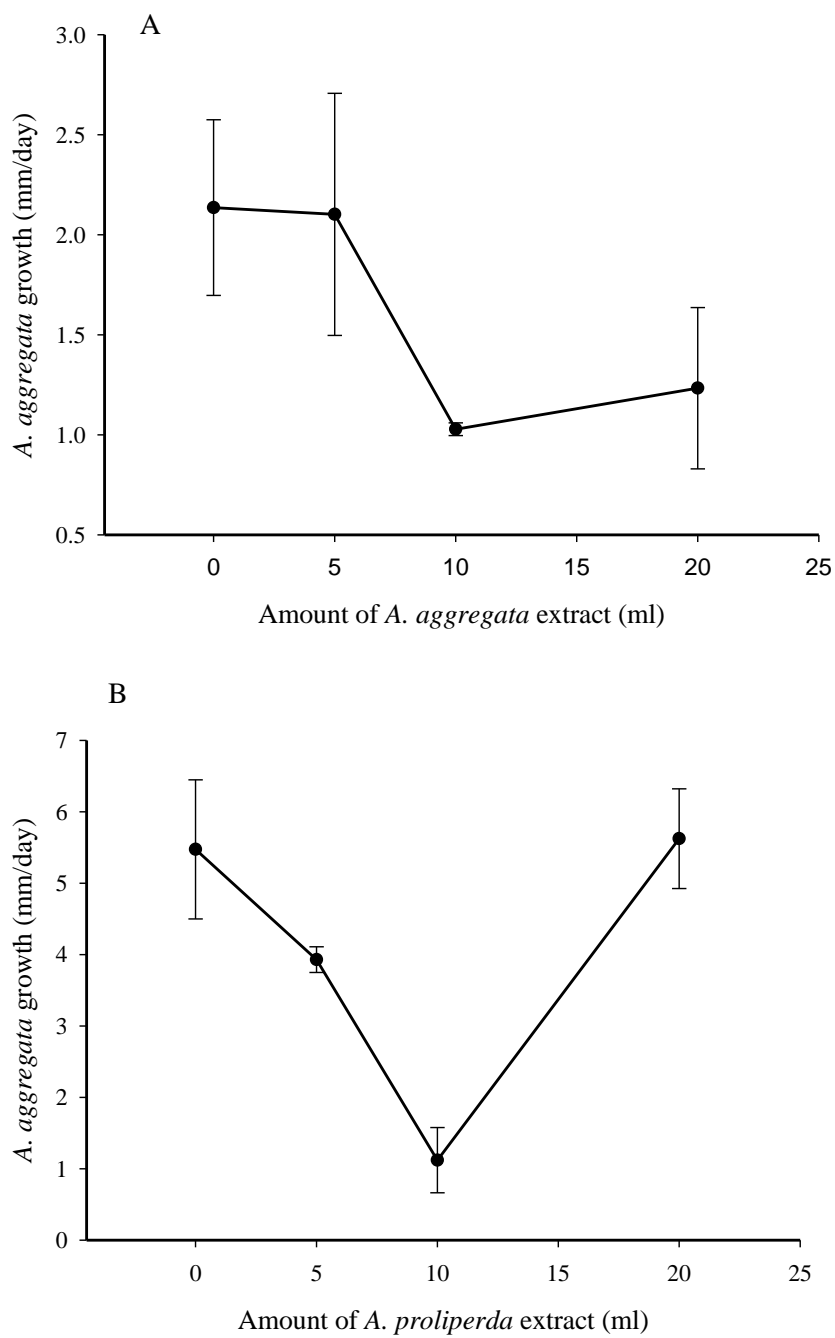 A
3.0
2.5
2.0
1.5
1.0
0.5
A. aggregata growth (mm/day)
0 5 10 15 20 25
Amount of A. aggregata extract (ml)
B
7
6
5
4
3
2
1
0
A. aggregata growth (mm/day)
0 5 10 15 20 25
Amount of A. proliperda extract (ml)